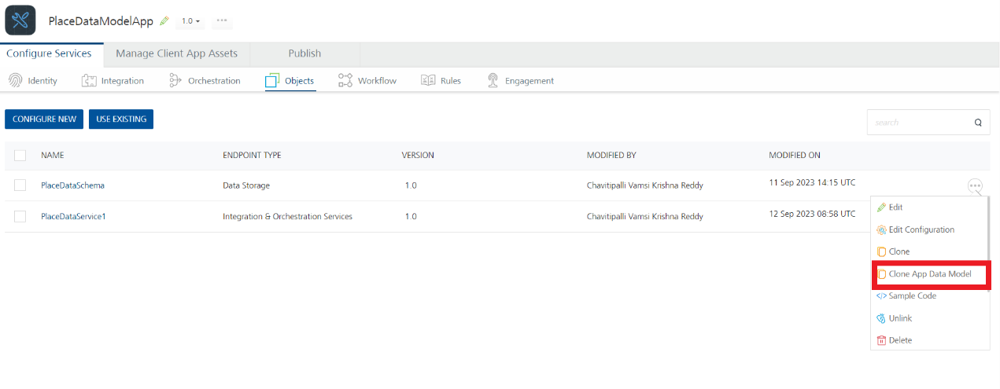 PlaceDataModelApp 1.0
Configure Services Manage Client App Assets Publish
Identity Integration Orchestration Objects Workflow Rules Engagement
CONFIGURE NEW USE EXISTING search
NAME ENDPOINT TYPE VERSION MODIFIED BY MODIFIED ON
PlaceDataSchema Data Storage 1.0 Chavitipalli Vamsi Krishna Reddy 11 Sep 2023 14:15 UTC
PlaceDataService1 Integration & Orchestration Services 1.0 Chavitipalli Vamsi Krishna Reddy 12 Sep 2023 08:58 UTC
Edit
Edit Configuration
Clone
Clone App Data Model
Sample Code
Unlink
Delete